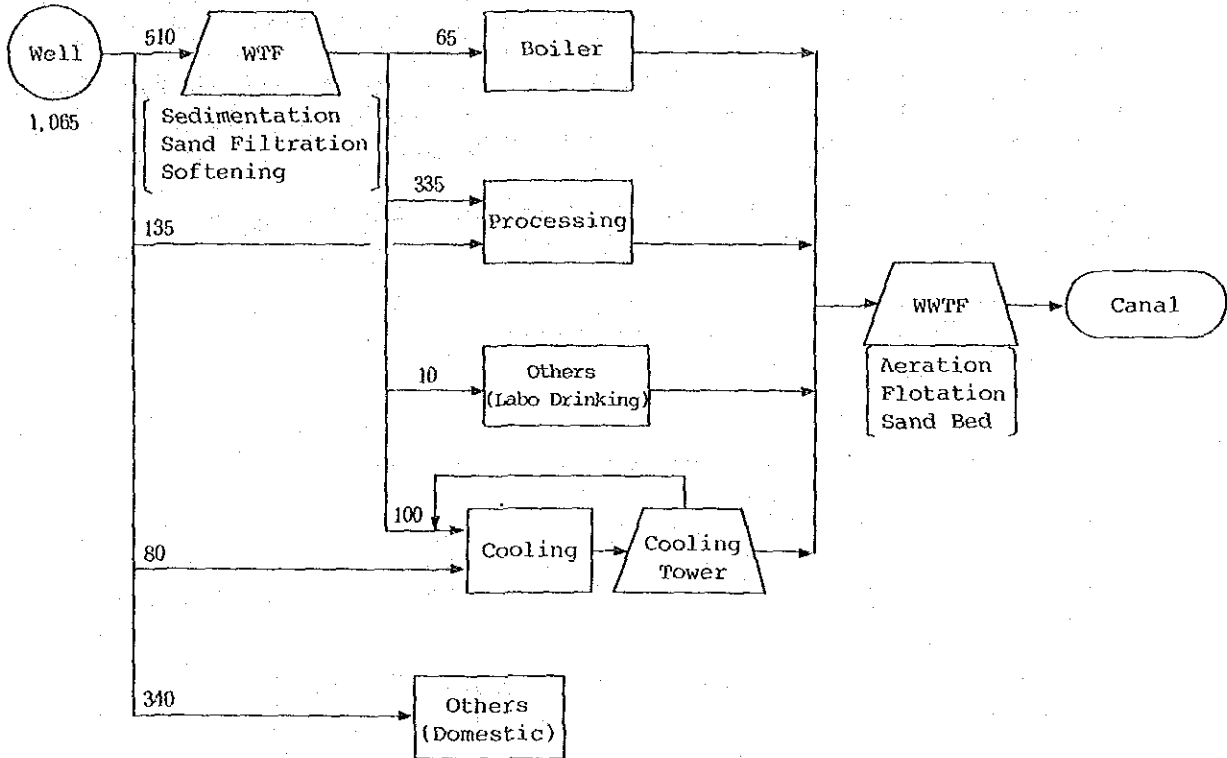 Well
1,065
510
WTF
Sedimentation
Sand Filtration
Softening
65
Boiler
335
135
Processing
10
Others
(Labo Drinking)
100
80
Cooling
Cooling
Tower
340
Others
(Domestic)
WWTF
Aeration
Flotation
Sand Bed
Canal